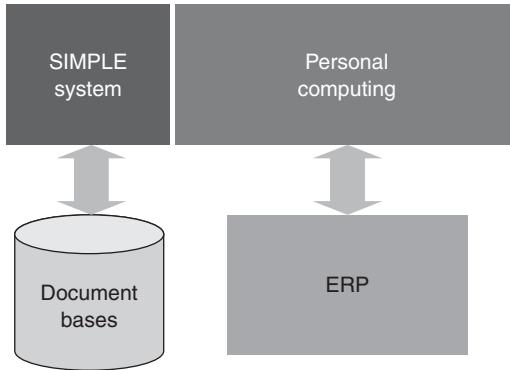 SIMPLE
system
Personal
computing
Document
bases
ERP